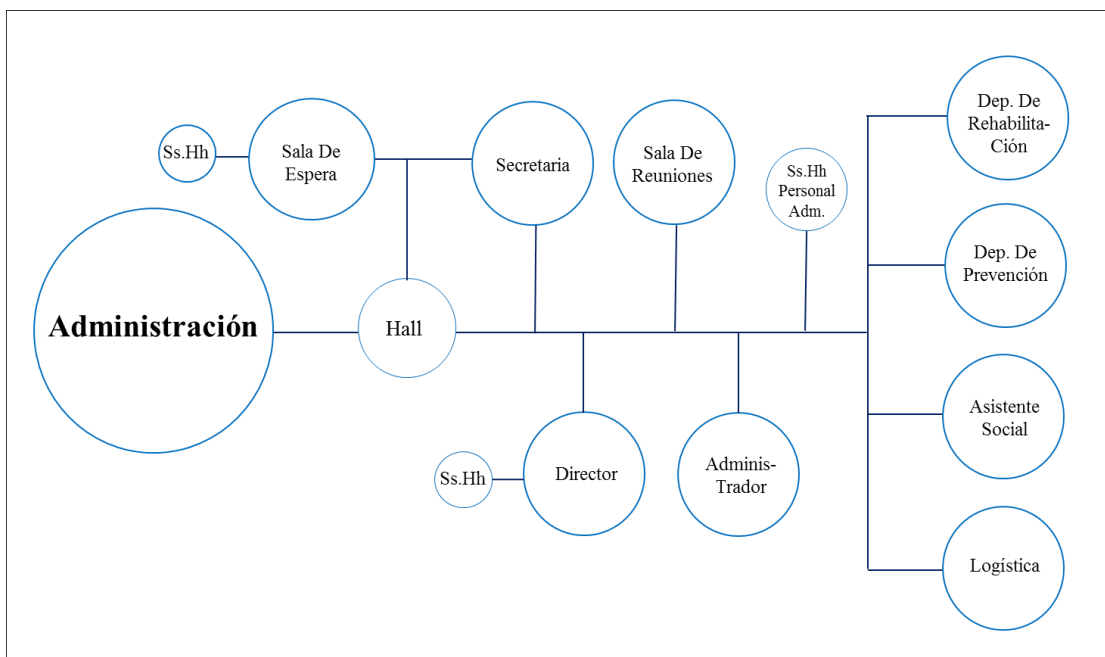 Ss.Hh
Sala De
Espera
Secretaria
Sala De
Reuniones
Ss.Hh
Personal
Adm.
Dep. De
Rehabilita-
Ción
Administración
Hall
Dep. De
Prevención
Ss.Hh
Director
Adminis-
Trador
Asistente
Social
Logística